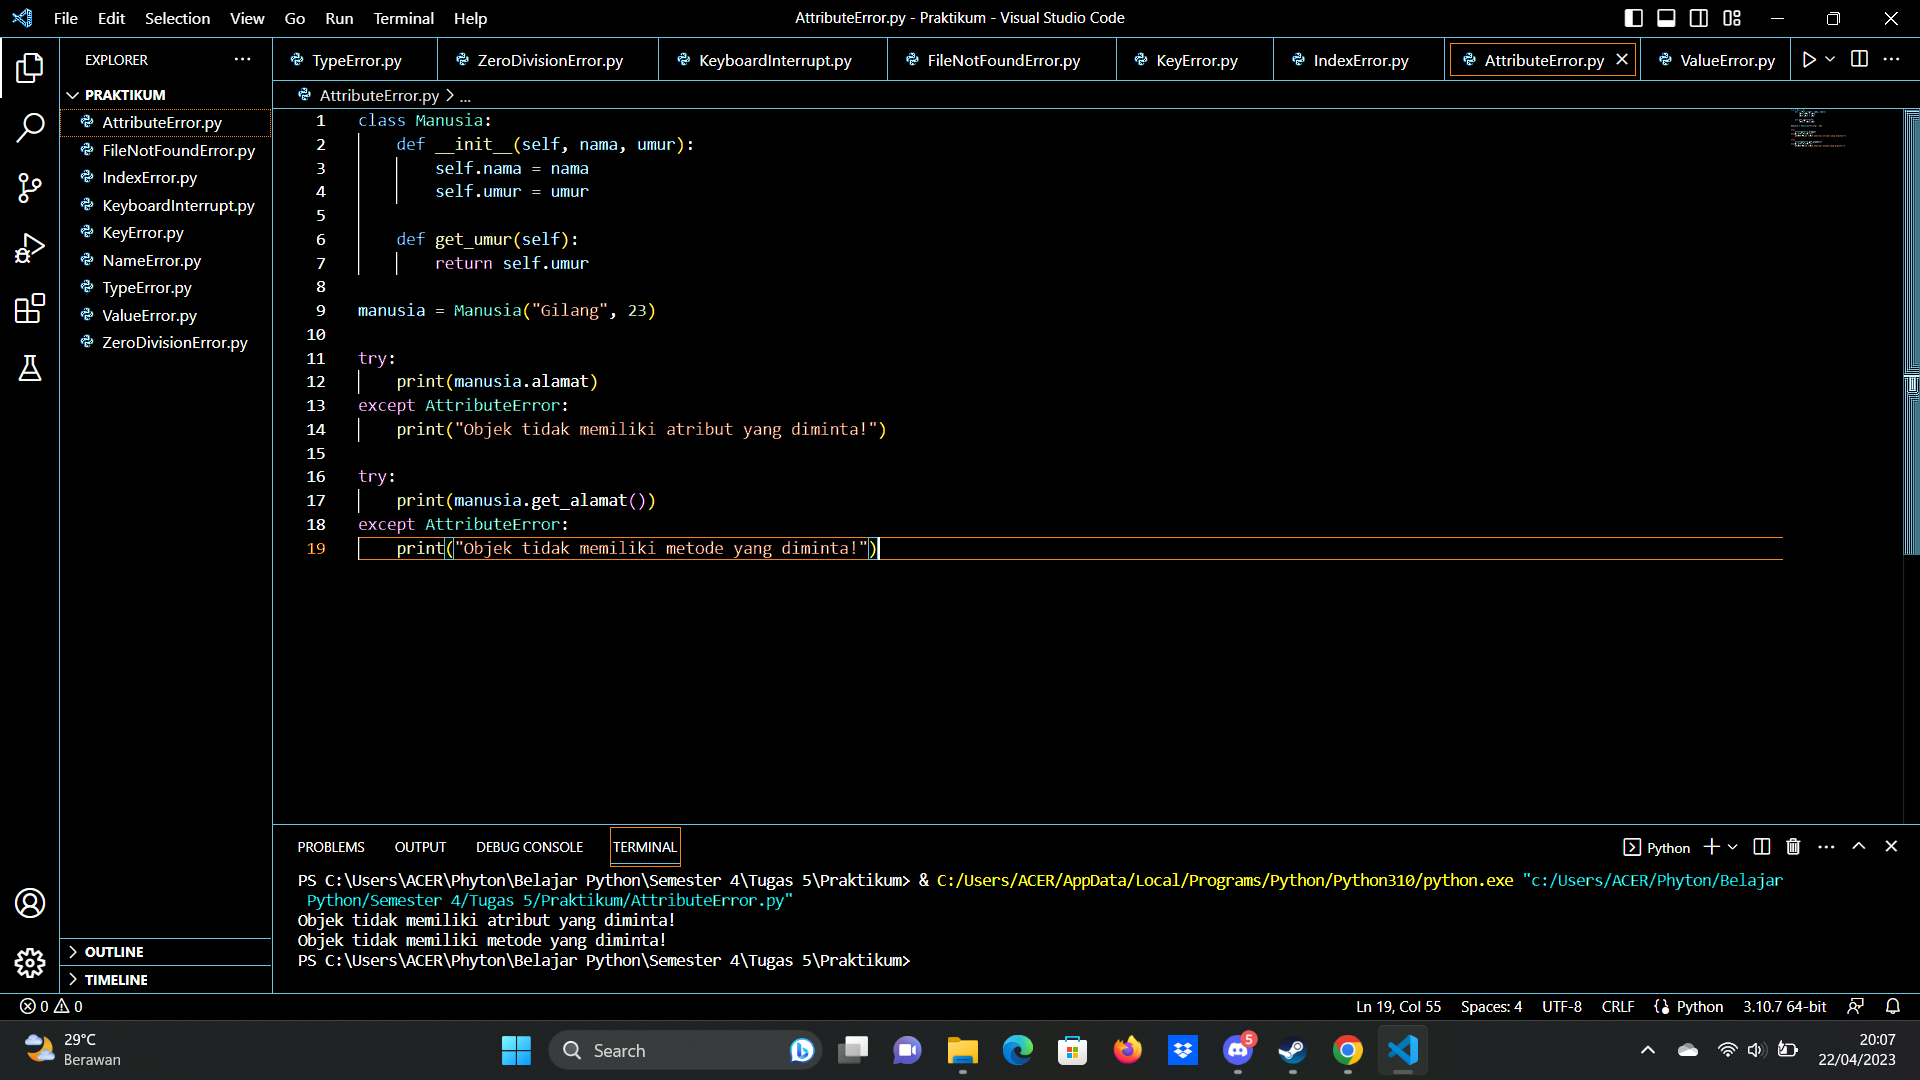 File Edit Selection View Go Run Terminal Help
AttributeError.py - Praktikum - Visual Studio Code
EXPLORER
TypeError.py ZeroDivisionError.py KeyboardInterrupt.py FileNotFoundError.py KeyError.py IndexError.py AttributeError.py ValueError.py
PRAKTIKUM
AttributeError.py
FileNotFoundError.py
IndexError.py
KeyboardInterrupt.py
KeyError.py
NameError.py
TypeError.py
ValueError.py
ZeroDivisionError.py
OUTLINE
TIMELINE
AttributeError.py > ...
1 class Manusia:
2     def __init__(self, nama, umur):
3         self.nama = nama
4         self.umur = umur
5
6     def get_umur(self):
7         return self.umur
8
9 manusia = Manusia("Gilang", 23)
10
11 try:
12     print(manusia.alamat)
13 except AttributeError:
14     print("Objek tidak memiliki atribut yang diminta!")
15
16 try:
17     print(manusia.get_alamat())
18 except AttributeError:
19     print("Objek tidak memiliki metode yang diminta!")
PROBLEMS OUTPUT DEBUG CONSOLE TERMINAL
Python
PS C:\Users\ACER\Phyton\Belajar Python\Semester 4\Tugas 5\Praktikum> & C:/Users/ACER/AppData/Local/Programs/Python/Python310/python.exe "c:/Users/ACER/Phyton/Belajar
Python/Semester 4/Tugas 5/Praktikum/AttributeError.py"
Objek tidak memiliki atribut yang diminta!
Objek tidak memiliki metode yang diminta!
PS C:\Users\ACER\Phyton\Belajar Python\Semester 4\Tugas 5\Praktikum>
0 0
Ln 19, Col 55 Spaces: 4 UTF-8 CRLF Python 3.10.7 64-bit
29°C
Berawan
Search
5
20:07
22/04/2023